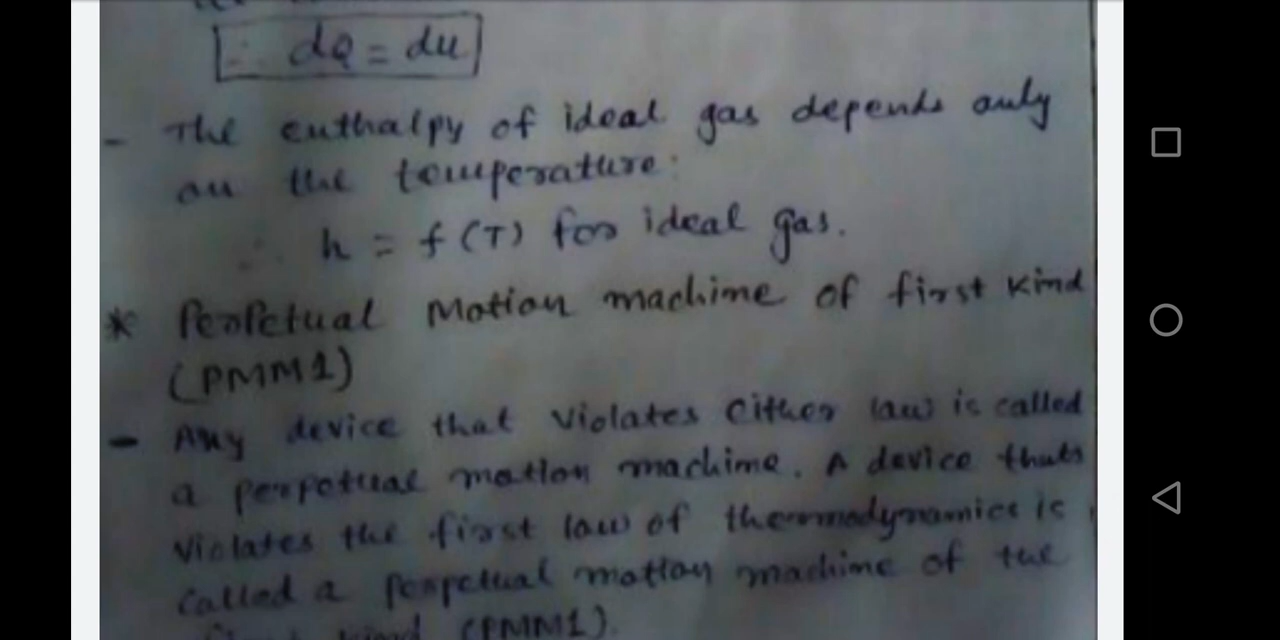 ∴ dQ = du
- The enthalpy of ideal gas depends only
on the temperature:
∴ h = f (T) for ideal gas.
* Perpetual Motion machine of first kind
(PMM1)
- Any device that violates either law is called
a perpetual motion machine. A device thats
violates the first law of thermodynamics is
called a perpetual motion machine of the
kind (PMM1).